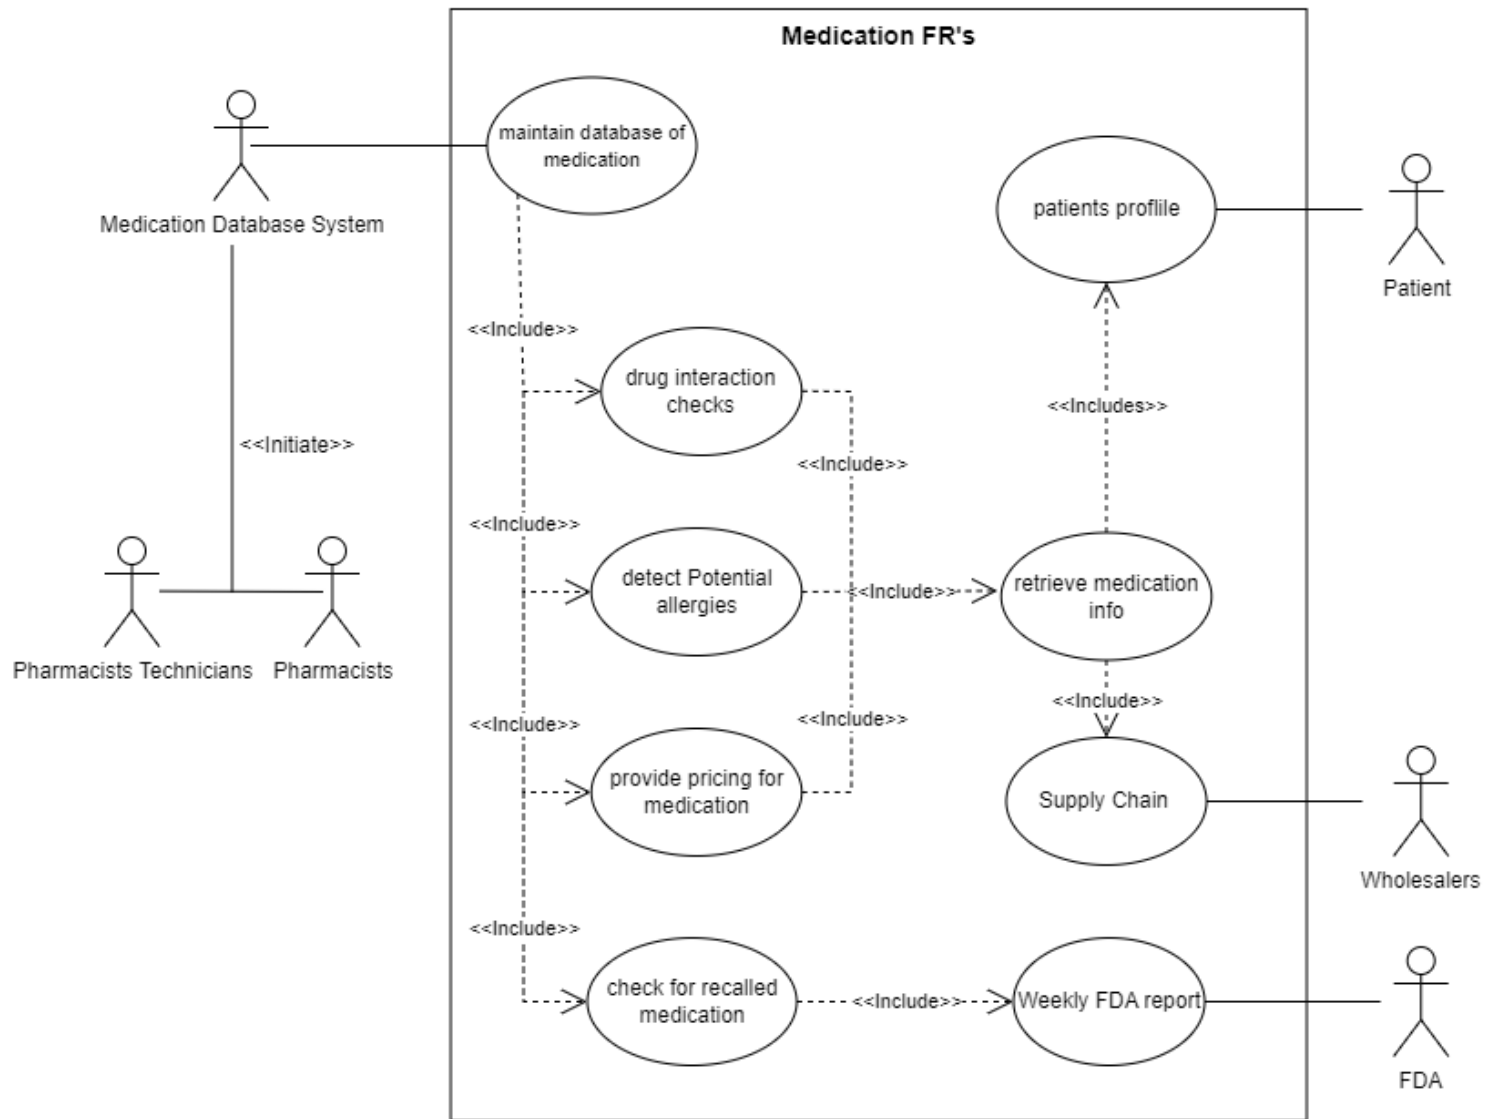 Medication FR's
maintain database of
medication
Medication Database System
patients proflile
Patient
<<Include>>
drug interaction
checks
<<Includes>>
<<Initiate>>
<<Include>>
<<Include>>
detect Potential
allergies
<<Include>>
retrieve medication
info
Pharmacists Technicians
Pharmacists
<<Include>>
<<Include>>
<<Include>>
provide pricing for
medication
Supply Chain
Wholesalers
<<Include>>
check for recalled
medication
<<Include>>
Weekly FDA report
FDA